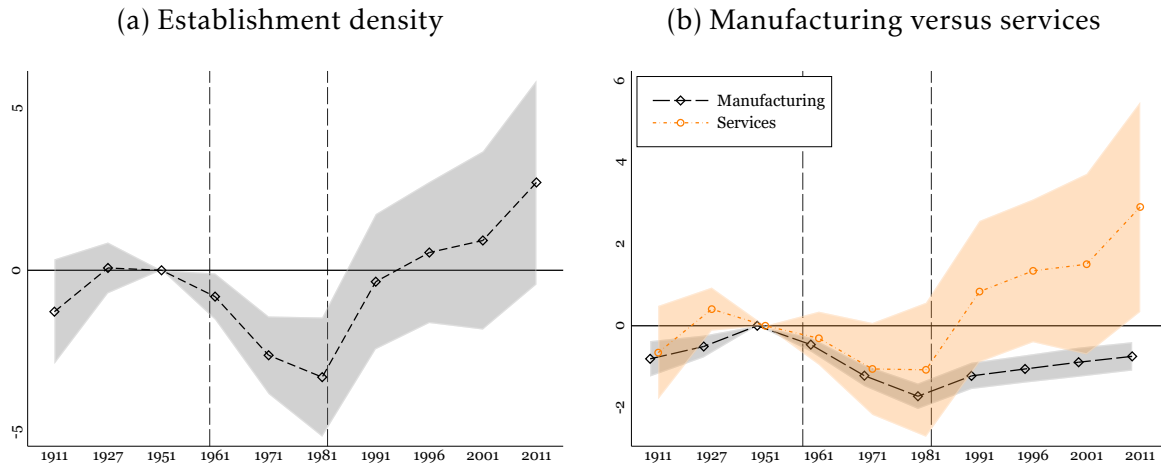 (a) Establishment density
5
0
-5
1911 1927 1951 1961 1971 1981 1991 1996 2001 2011
(b) Manufacturing versus services
6
4
2
0
-2
Manufacturing
Services
1911 1927 1951 1961 1971 1981 1991 1996 2001 2011